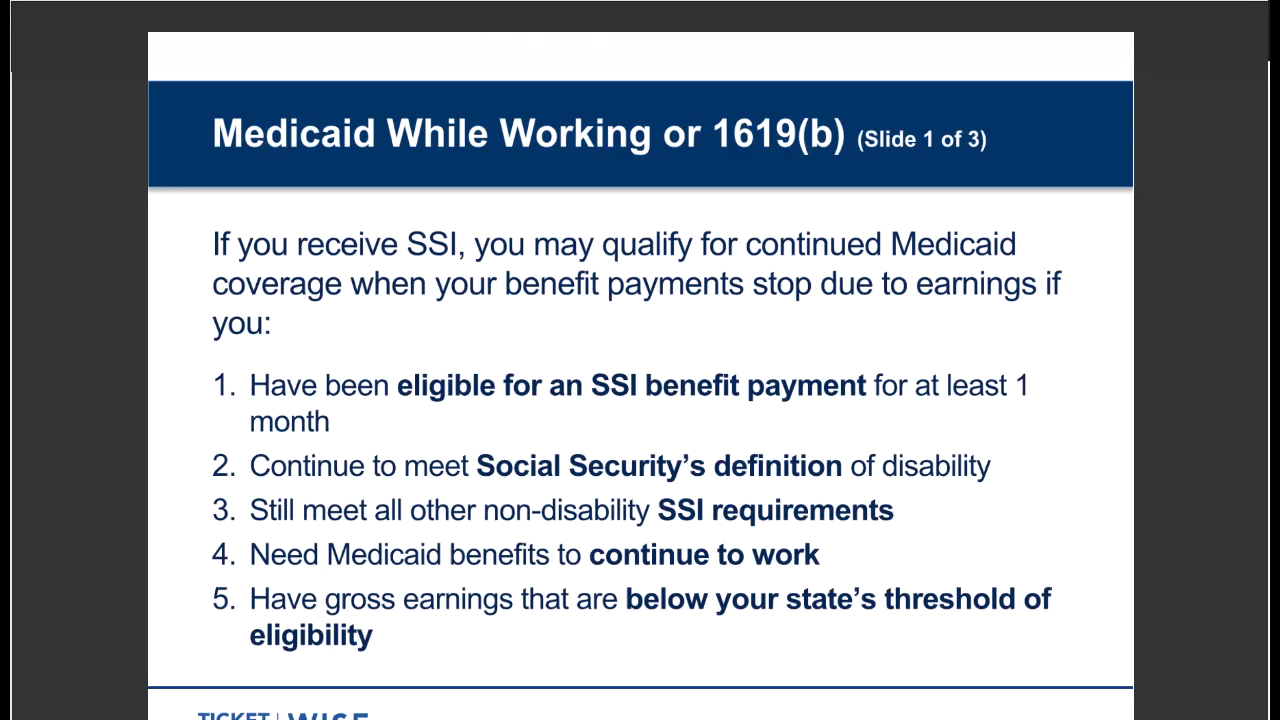 Medicaid While Working or 1619(b) (Slide 1 of 3)
If you receive SSI, you may qualify for continued Medicaid
coverage when your benefit payments stop due to earnings if
you:
1. Have been eligible for an SSI benefit payment for at least 1
month
2. Continue to meet Social Security’s definition of disability
3. Still meet all other non-disability SSI requirements
4. Need Medicaid benefits to continue to work
5. Have gross earnings that are below your state’s threshold of
eligibility
TICKET | WISE